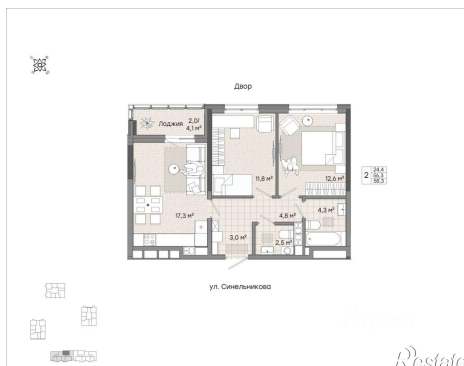 Двор
Лоджия 2,0/
4,1 м²
11,8 м²
12,6 м²
2
24,4
56,3
58,3
17,3 м²
4,8 м²
4,3 м²
3,0 м²
2,5 м²
ул. Синельникова
Restate